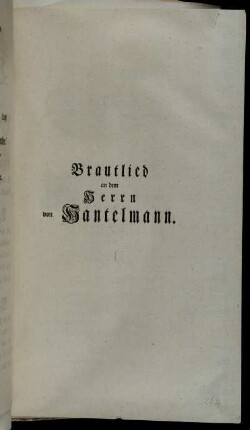 Brautlied
an dem
Herrn
von Hantelmann.